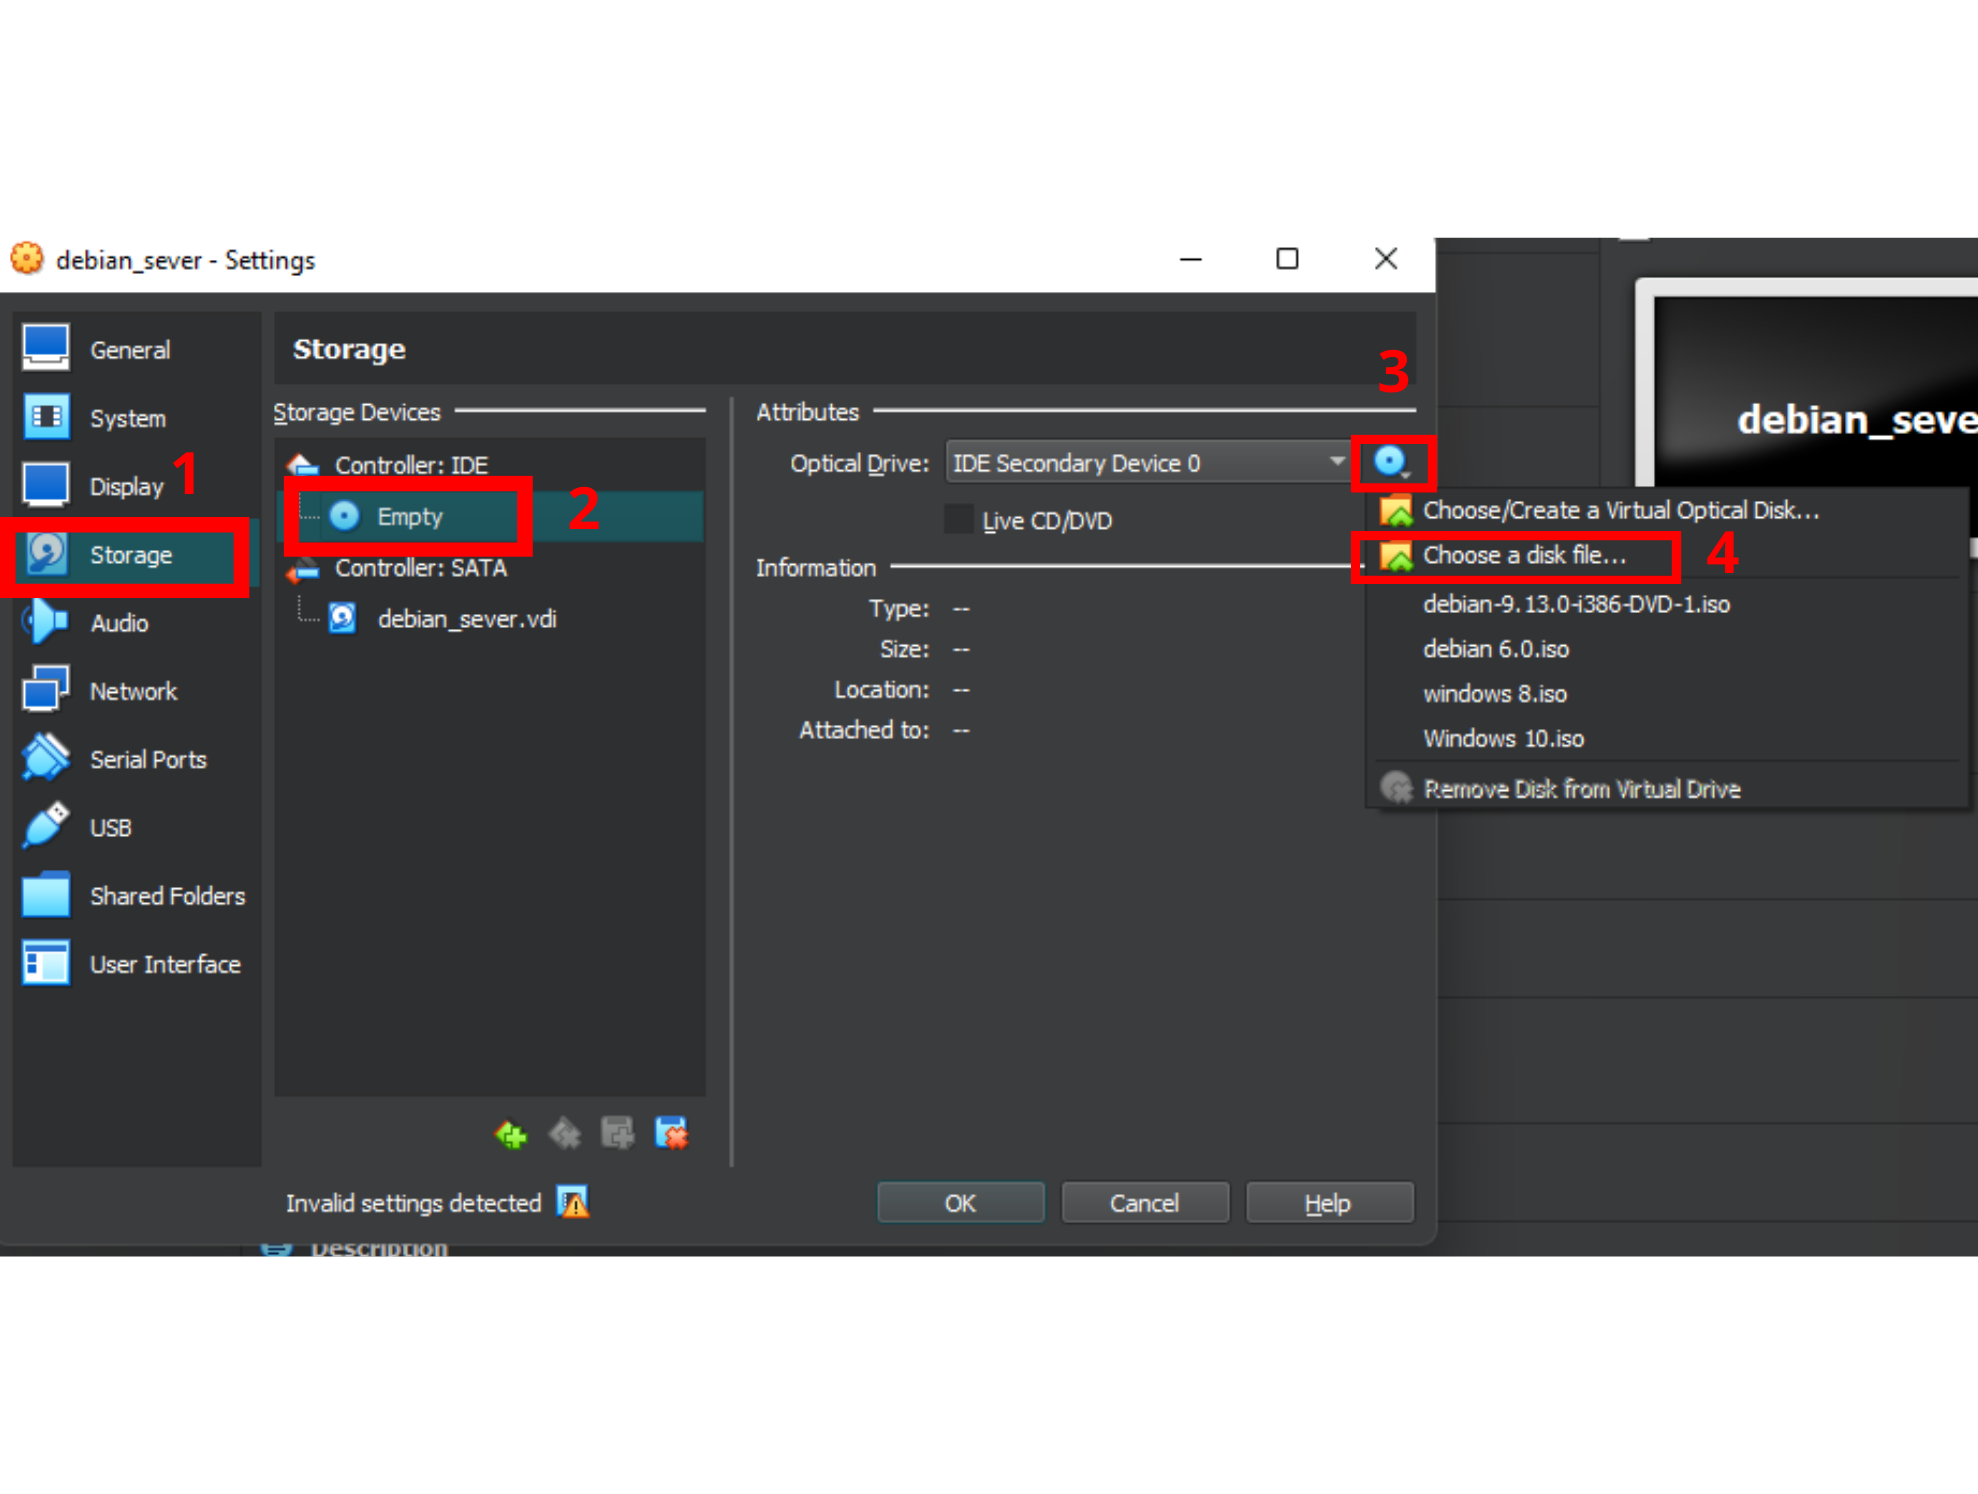 debian_sever - Settings
General
System
Display
1
Storage
Audio
Network
Serial Ports
USB
Shared Folders
User Interface
Storage
Storage Devices
Controller: IDE
Empty
2
Controller: SATA
debian_sever.vdi
Attributes
3
Optical Drive: IDE Secondary Device 0
Live CD/DVD
Information
Type: --
Size: --
Location: --
Attached to: --
Choose/Create a Virtual Optical Disk...
Choose a disk file...
4
debian-9.13.0-i386-DVD-1.iso
debian 6.0.iso
windows 8.iso
Windows 10.iso
Remove Disk from Virtual Drive
debian_seve
Invalid settings detected
OK
Cancel
Help
Description